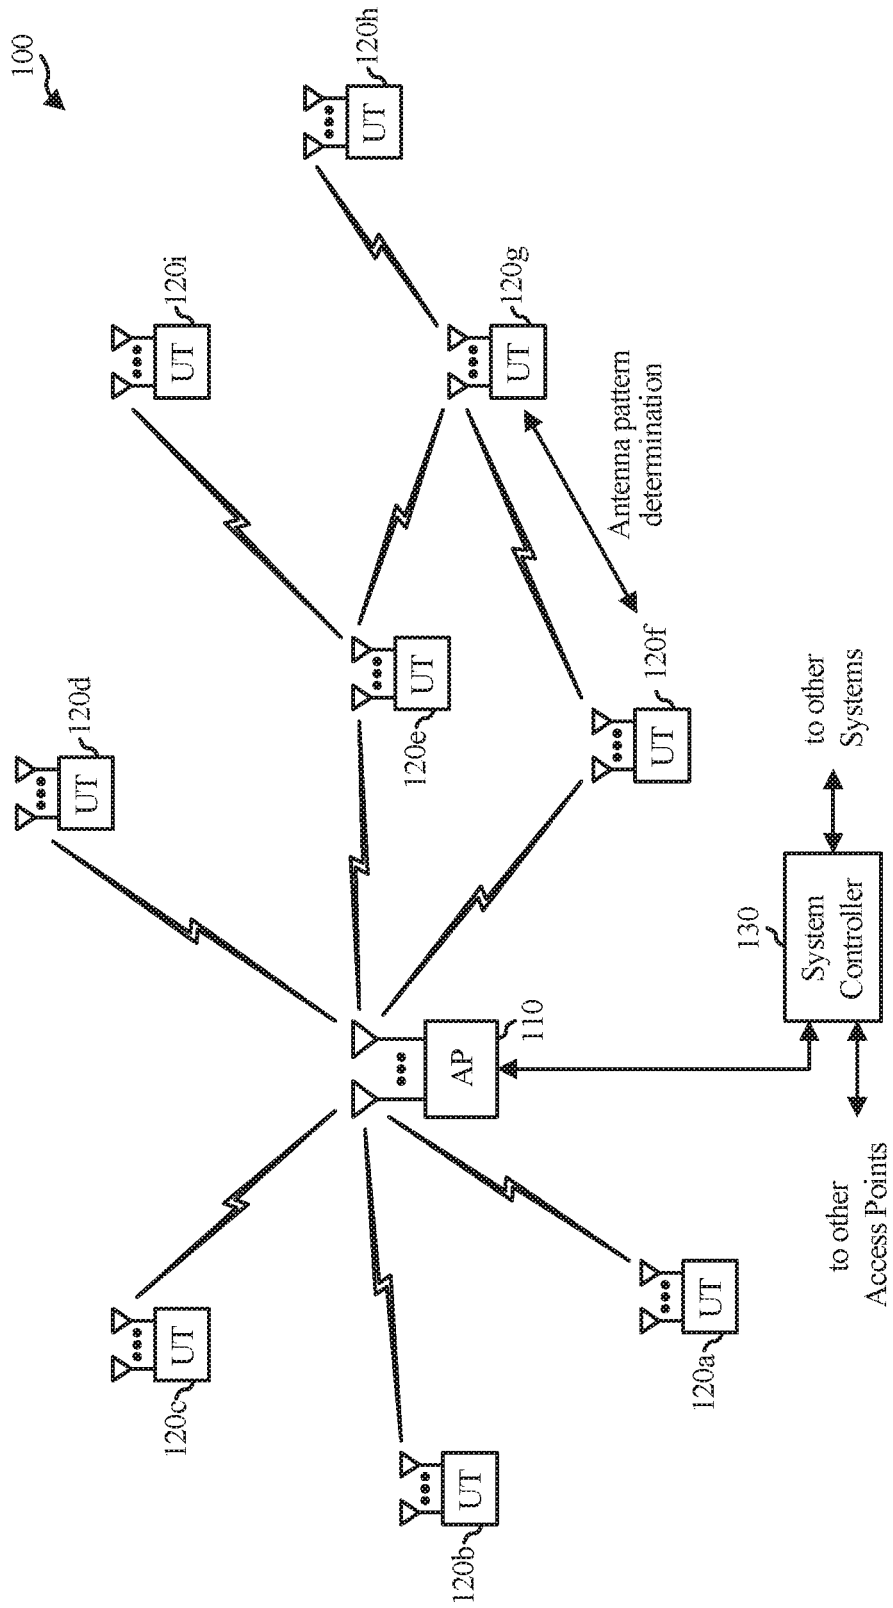 100
UT
120d
UT
120i
UT
120h
UT
120c
UT
120e
UT
120g
UT
120b
AP
110
UT
120f
Antenna pattern
determination
UT
120a
130
System
Controller
to other
Access Points
to other
Systems